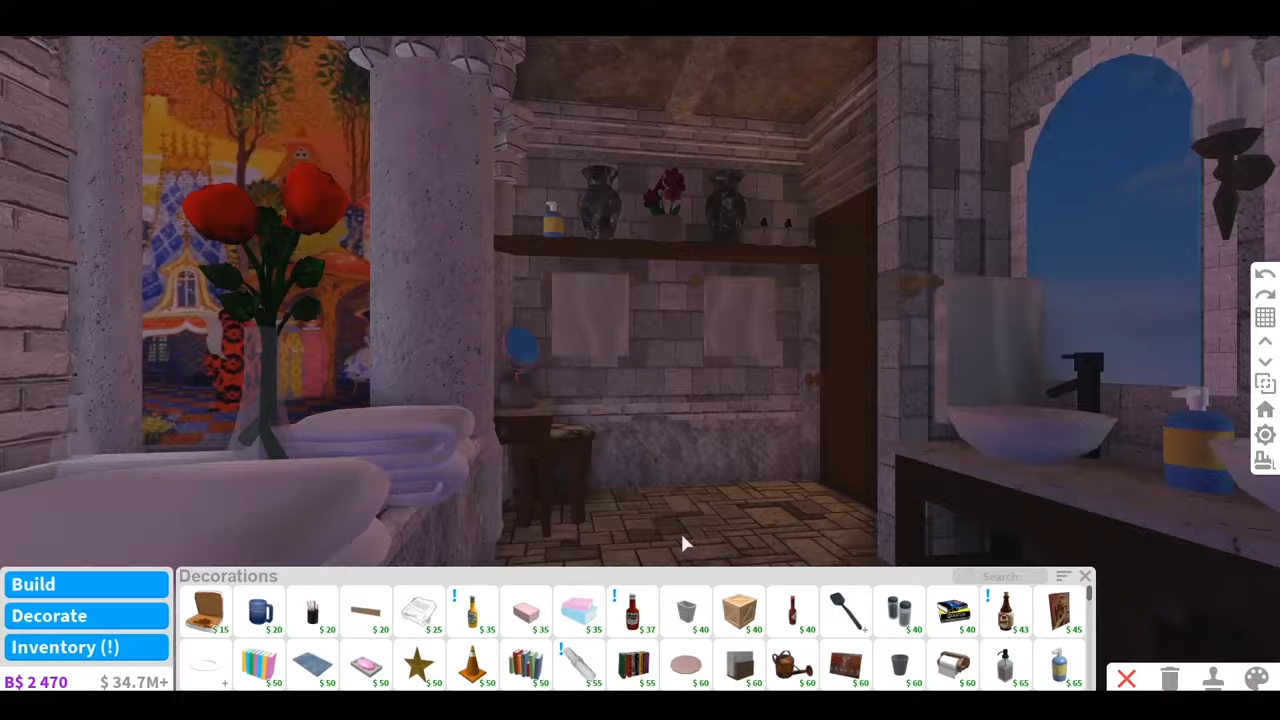 Build
Decorate
Inventory (!)
B$ 2 470
$ 34.7M+
Decorations
Search
$ 15
$ 20
$ 20
$ 20
$ 25
! $ 35
$ 35
$ 35
! $ 37
$ 40
$ 40
$ 40
+
$ 40
$ 40
! $ 43
$ 45
+
$ 50
$ 50
$ 50
$ 50
$ 50
$ 50
! $ 55
$ 55
$ 60
$ 60
$ 60
$ 60
$ 60
$ 60
$ 65
$ 65